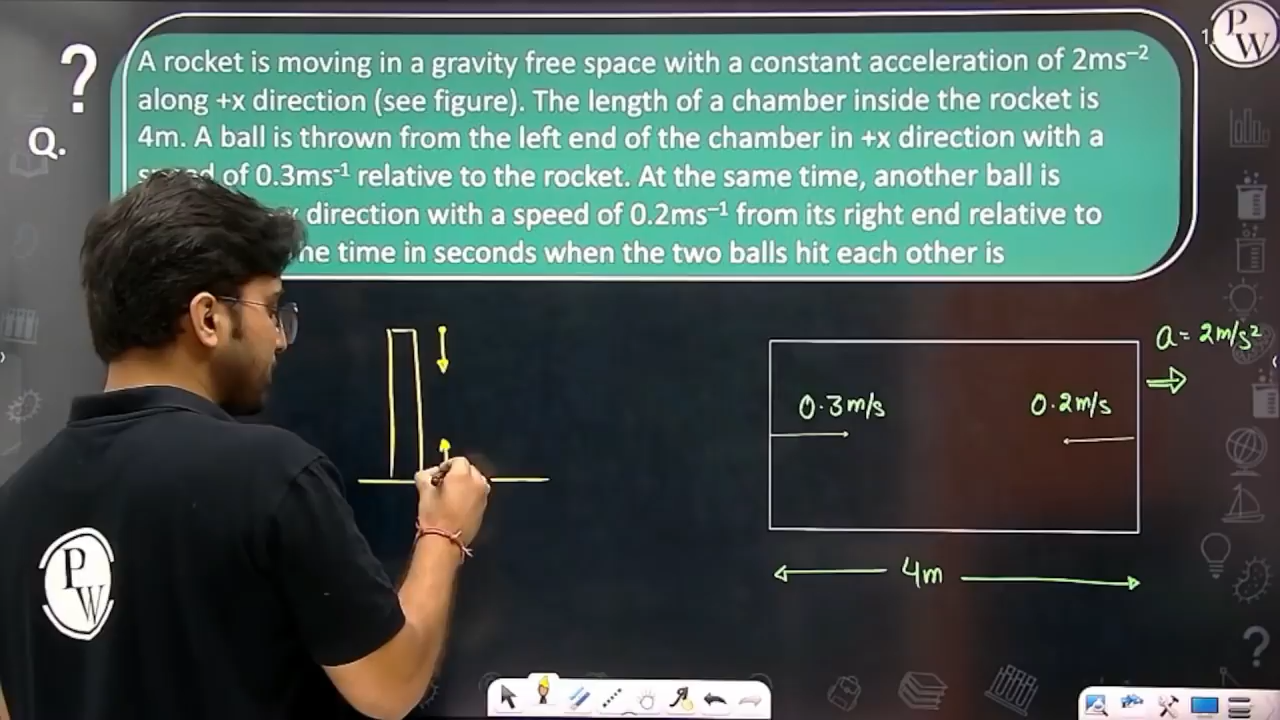 A rocket is moving in a gravity free space with a constant acceleration of 2ms⁻²
along +x direction (see figure). The length of a chamber inside the rocket is
Q.
4m. A ball is thrown from the left end of the chamber in +x direction with a
of 0.3ms⁻¹ relative to the rocket. At the same time, another ball is
direction with a speed of 0.2ms⁻¹ from its right end relative to
time in seconds when the two balls hit each other is
?
P
W
a = 2m/s²
0.3m/s
0.2m/s
4m
P
W